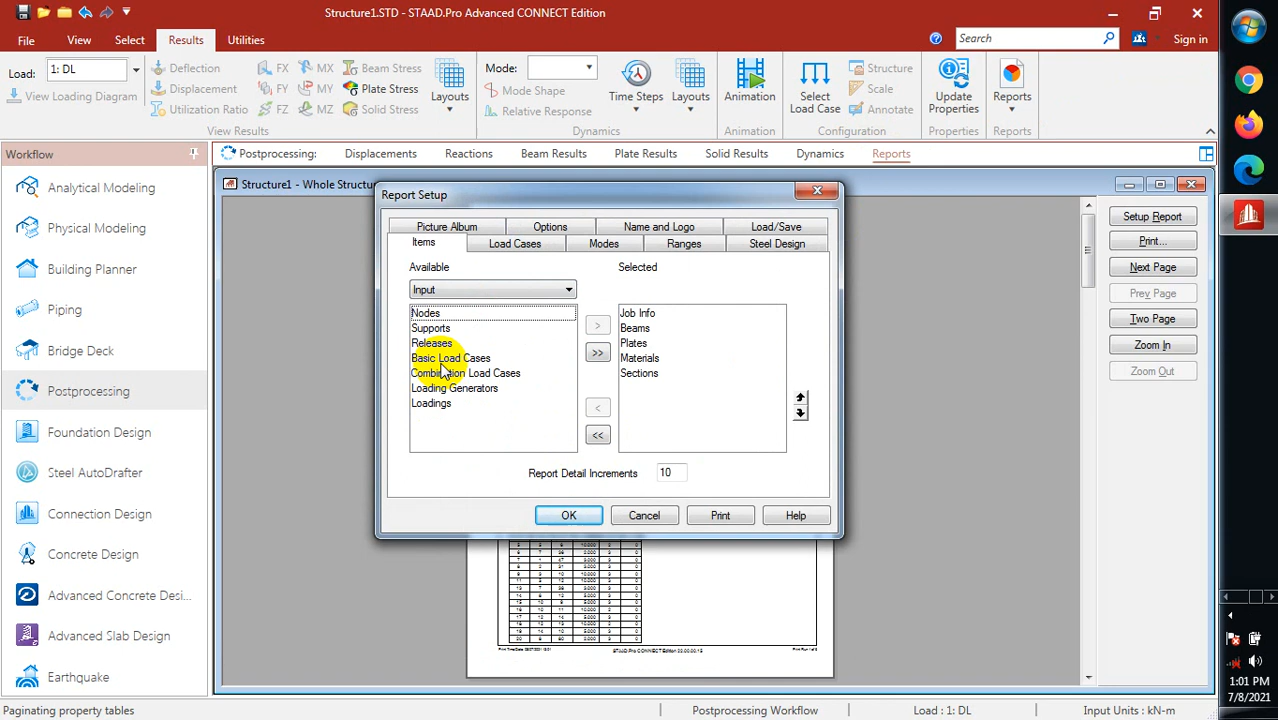 Structure1.STD - STAAD.Pro Advanced CONNECT Edition
File View Select Results Utilities
Search
Sign in
Load: 1: DL
View Loading Diagram
Deflection
Displacement
Utilization Ratio
FX MX
FY MY
FZ MZ
Beam Stress
Plate Stress
Solid Stress
Layouts
View Results
Mode:
Mode Shape
Relative Response
Time Steps
Layouts
Dynamics
Animation
Animation
Select Load Case
Structure
Scale
Annotate
Configuration
Update Properties
Properties
Reports
Reports
Workflow
Postprocessing: Displacements Reactions Beam Results Plate Results Solid Results Dynamics Reports
Analytical Modeling
Physical Modeling
Building Planner
Piping
Bridge Deck
Postprocessing
Foundation Design
Steel AutoDrafter
Connection Design
Concrete Design
Advanced Concrete Desi...
Advanced Slab Design
Earthquake
Structure1 - Whole Structu
Report Setup
Picture Album Options Name and Logo Load/Save
Items Load Cases Modes Ranges Steel Design
Available
Input
Nodes
Supports
Releases
Basic Load Cases
Combination Load Cases
Loading Generators
Loadings
>
>>
<
<<
Selected
Job Info
Beams
Plates
Materials
Sections
Report Detail Increments 10
OK Cancel Print Help
Setup Report
Print...
Next Page
Prev Page
Two Page
Zoom In
Zoom Out
Paginating property tables
Postprocessing Workflow
Load : 1: DL
Input Units : kN-m
1:01 PM
7/8/2021